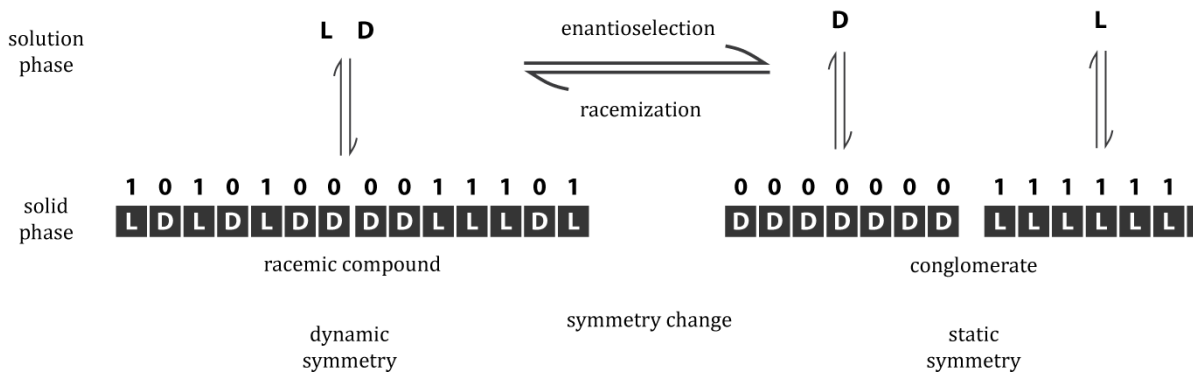 L D
enantioselection
D
L
solution
phase
racemization
1 0 1 0 1 0 0 0 0 1 1 1 0 1
0 0 0 0 0 0 0
1 1 1 1 1 1
solid
phase
L D L D L D D D D L L L D L
D D D D D D D
L L L L L L
racemic compound
conglomerate
symmetry change
dynamic
symmetry
static
symmetry